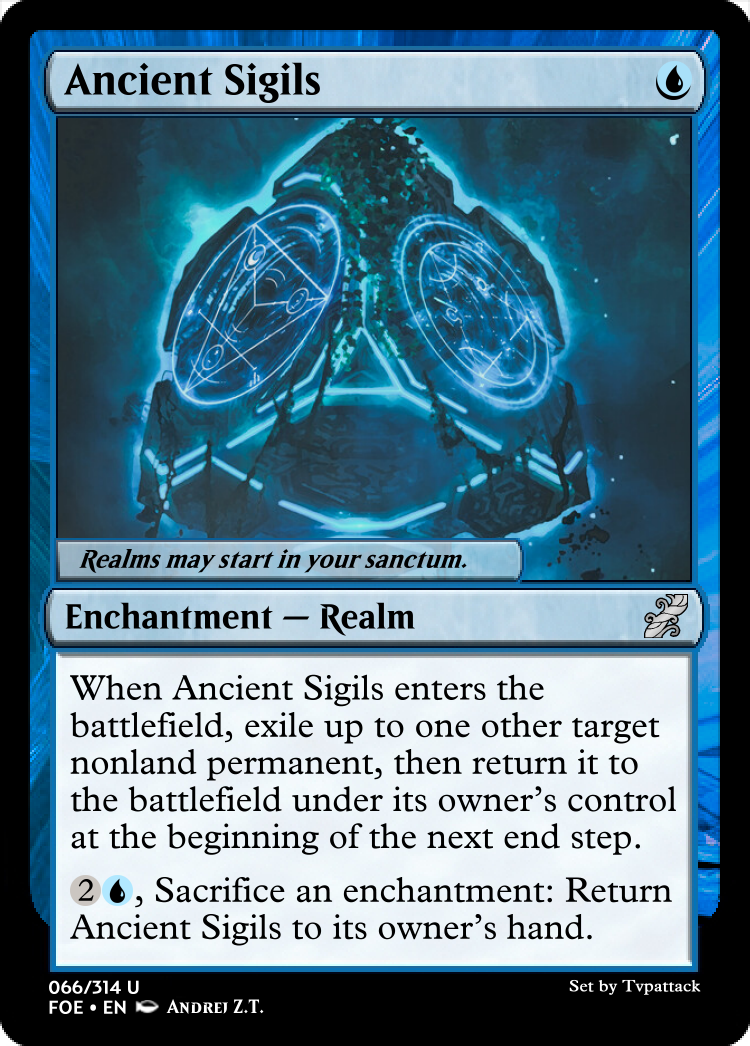 Ancient Sigils
Realms may start in your sanctum.
Enchantment — Realm
When Ancient Sigils enters the
battlefield, exile up to one other target
nonland permanent, then return it to
the battlefield under its owner's control
at the beginning of the next end step.
2, Sacrifice an enchantment: Return
Ancient Sigils to its owner's hand.
066/314 U
Set by Tvpattack
FOE • EN Andrej Z.T.